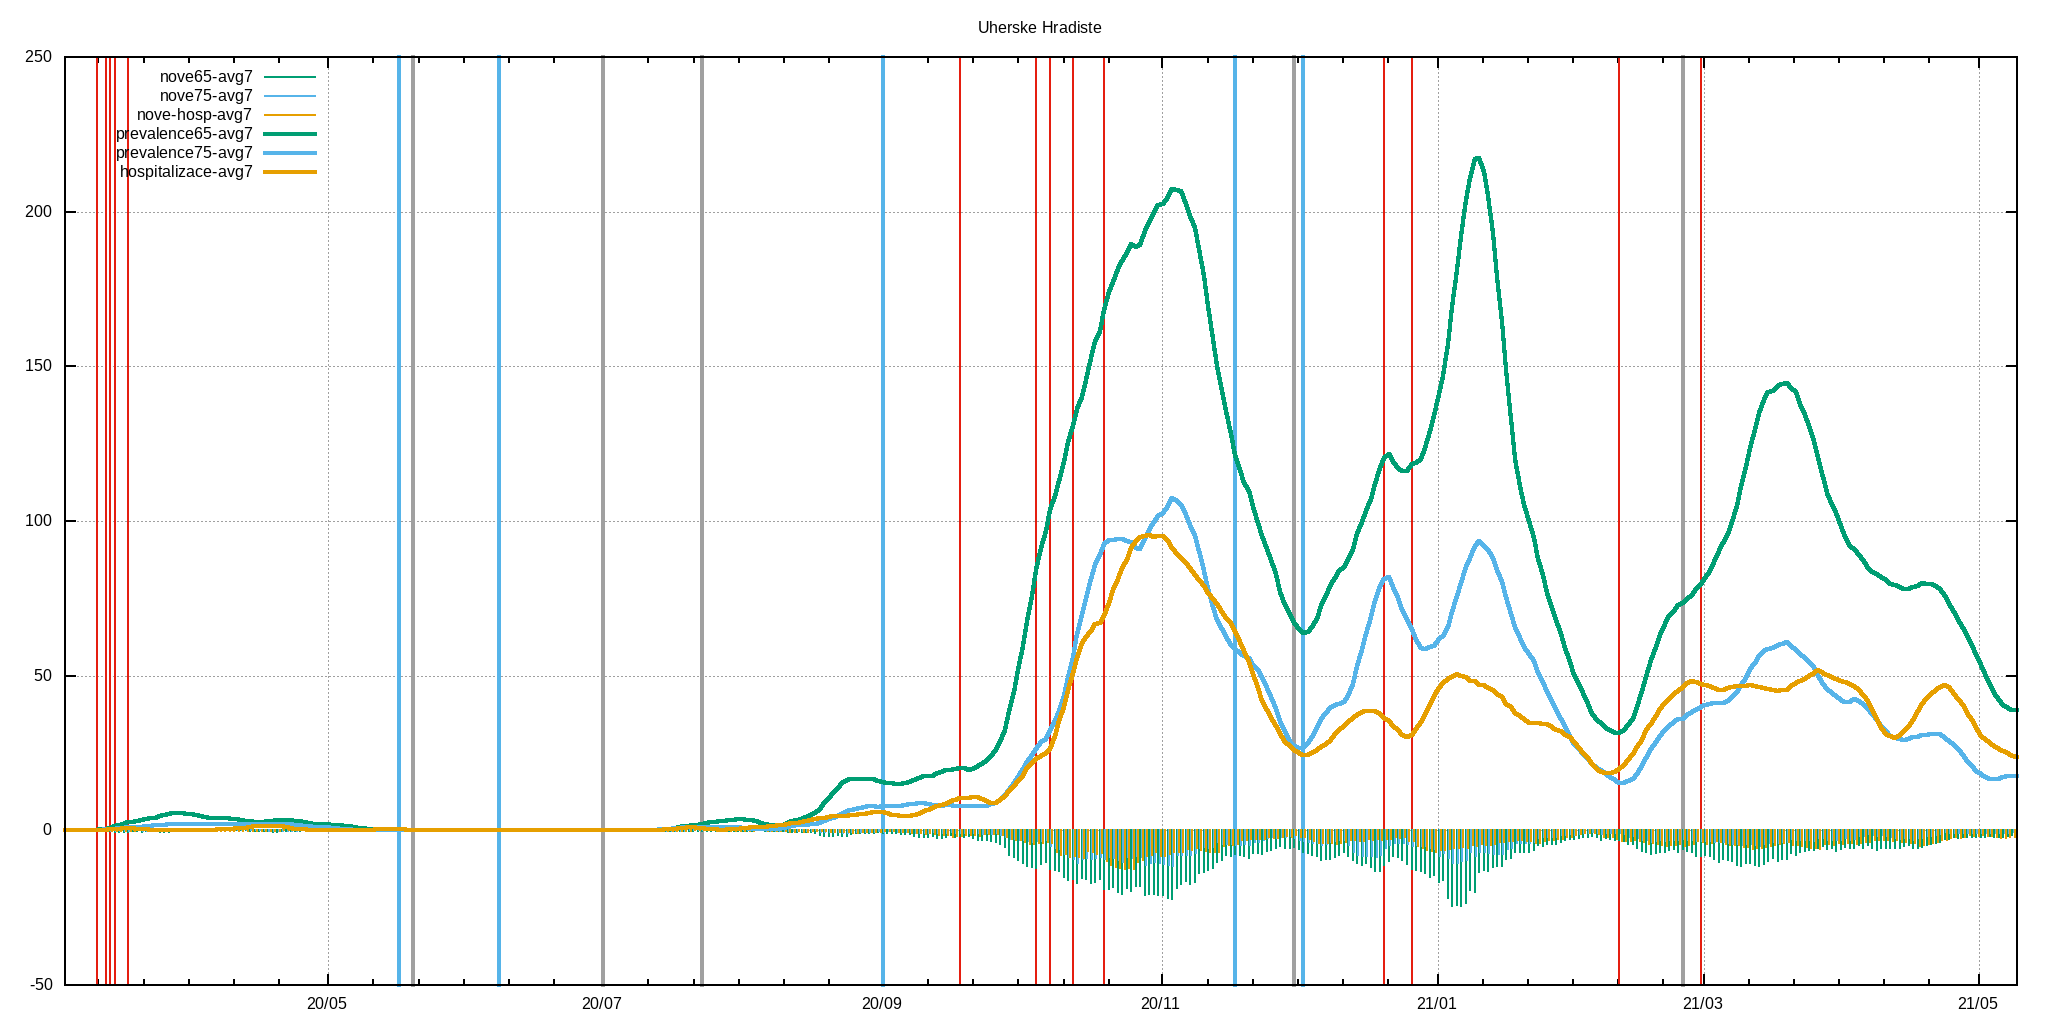 Uherske Hradiste
250
200
150
100
50
0
-50
nove65-avg7
nove75-avg7
nove-hosp-avg7
prevalence65-avg7
prevalence75-avg7
hospitalizace-avg7
20/05
20/07
20/09
20/11
21/01
21/03
21/05